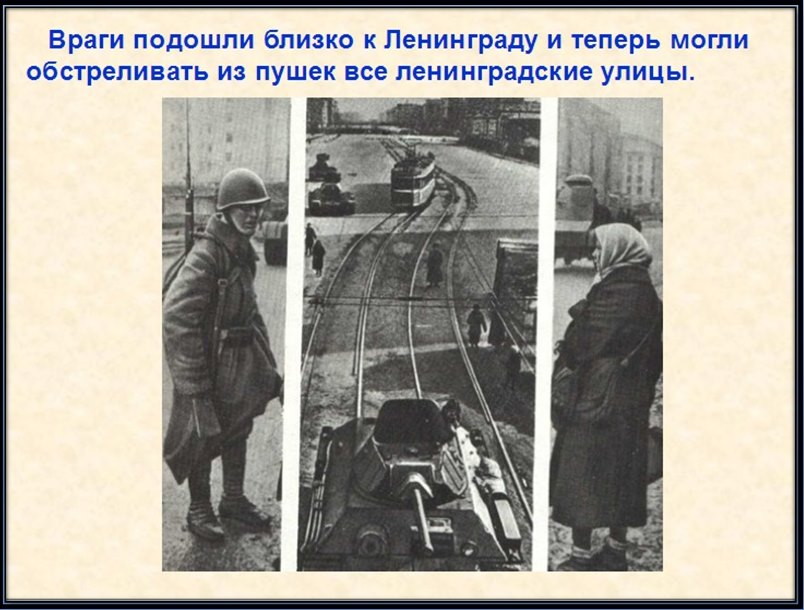 Враги подошли близко к Ленинграду и теперь могли
обстреливать из пушек все ленинградские улицы.